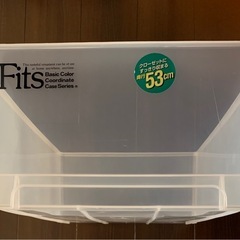 Fits
Basic Color
Coordinate
Case Series
クローゼットに
すっきり収まる
奥行53cm